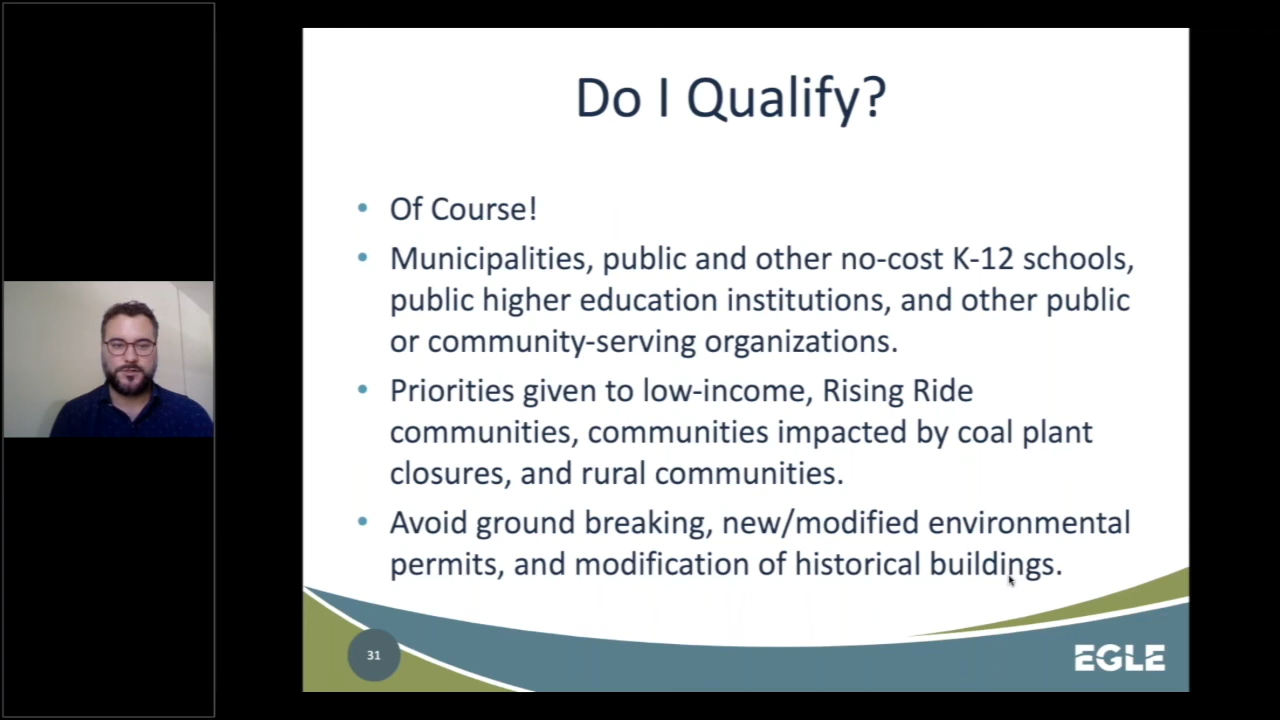 Do I Qualify?
• Of Course!
• Municipalities, public and other no-cost K-12 schools,
public higher education institutions, and other public
or community-serving organizations.
• Priorities given to low-income, Rising Ride
communities, communities impacted by coal plant
closures, and rural communities.
• Avoid ground breaking, new/modified environmental
permits, and modification of historical buildings.
31
EGLE